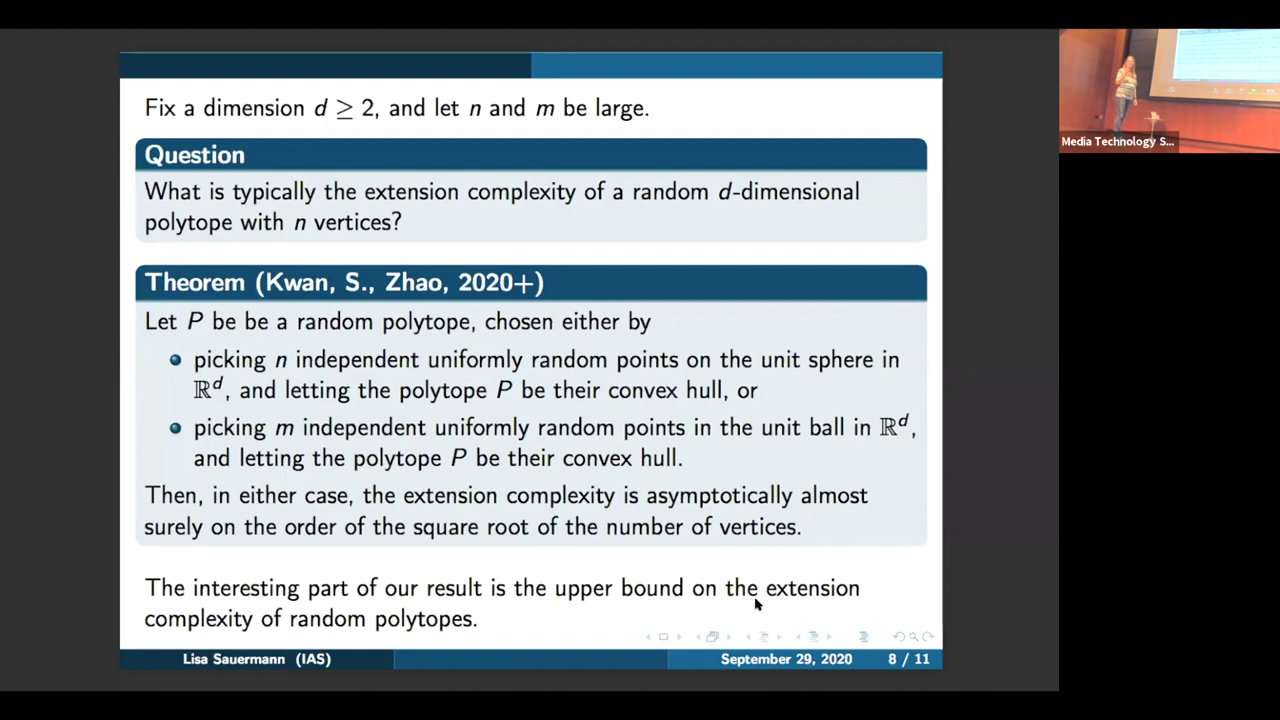 Fix a dimension d ≥ 2, and let n and m be large.
Question
What is typically the extension complexity of a random d-dimensional
polytope with n vertices?
Theorem (Kwan, S., Zhao, 2020+)
Let P be be a random polytope, chosen either by
picking n independent uniformly random points on the unit sphere in
ℝᵈ, and letting the polytope P be their convex hull, or
picking m independent uniformly random points in the unit ball in ℝᵈ,
and letting the polytope P be their convex hull.
Then, in either case, the extension complexity is asymptotically almost
surely on the order of the square root of the number of vertices.
The interesting part of our result is the upper bound on the extension
complexity of random polytopes.
Lisa Sauermann (IAS)
September 29, 2020 8 / 11
Media Technology S...